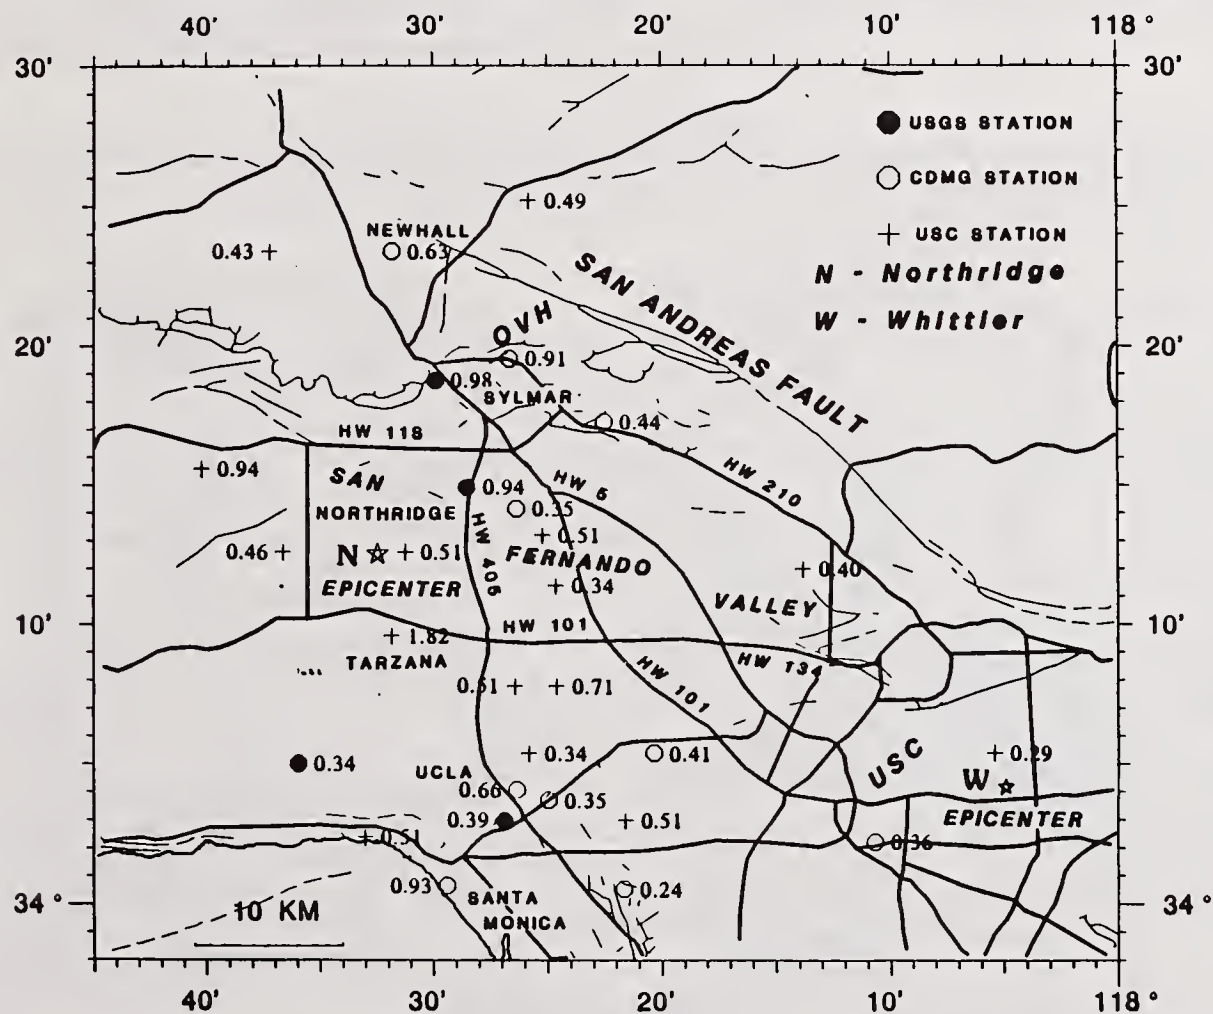 40' 30' 20' 10' 118°
30' 30'
USGS STATION
CDMG STATION
+ 0.49
NEWHALL
USC STATION
0.43 +
0.63
SAN ANDREAS FAULT
N - Northridge
W - Whittier
OVH
20' 20'
0.91
0.98
SYLMAR
0.44
HW 118
+ 0.94
SAN
HW 210
0.94
HW 5
NORTHRIDGE
0.35
+ 0.51
0.46 +
N
+ 0.51
HW 405
FERNANDO
+ 0.40
EPICENTER
+ 0.34
VALLEY
10' 10'
+ 1.82
HW 101
TARZANA
HW 134
0.51 + + 0.71
HW 101
+ 0.34
0.41
USC
+ 0.29
0.34
UCLA
0.66
W
0.35
0.39
+ 0.51
EPICENTER
+ 0.51
0.36
0.93
0.24
SANTA
34° 34°
10 KM
MONICA
40' 30' 20' 10' 118°